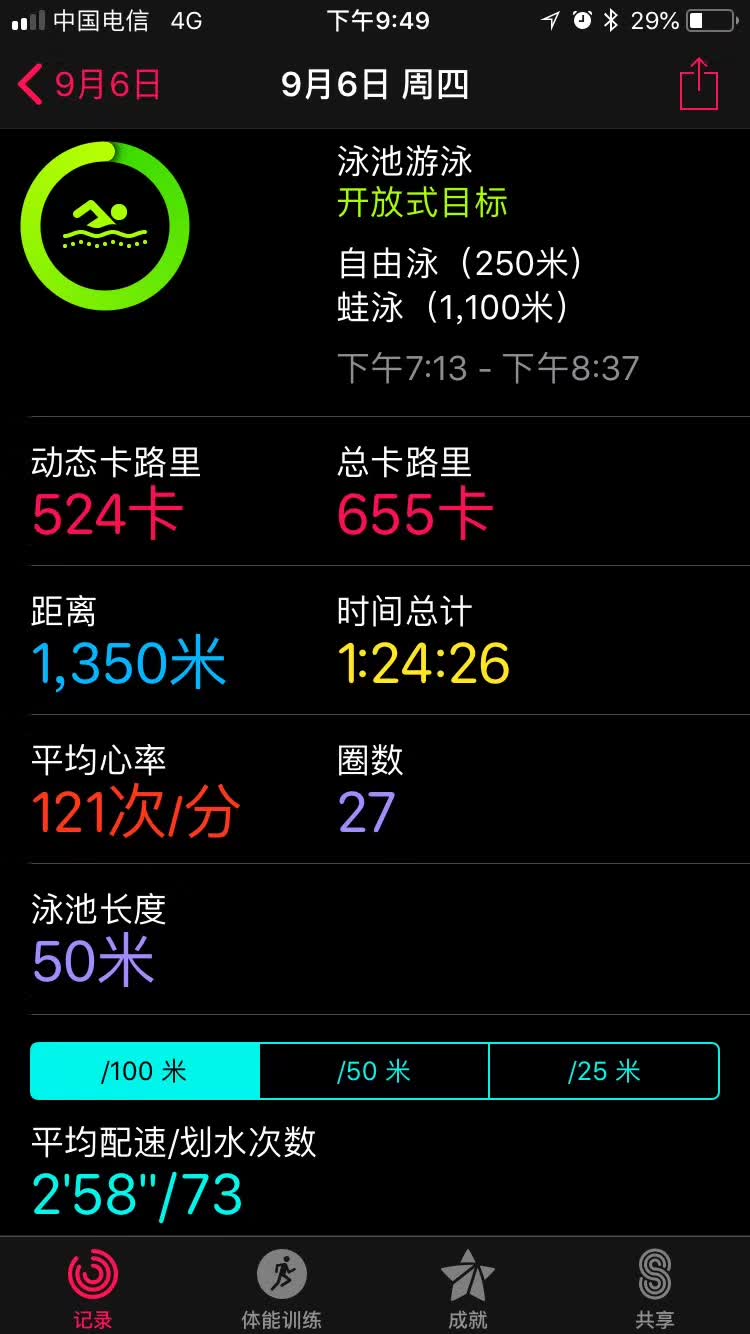 中国电信 4G 下午9:49 29%
9月6日 9月6日 周四
泳池游泳
开放式目标
自由泳（250米）
蛙泳（1,100米）
下午7:13 - 下午8:37
动态卡路里 总卡路里
524卡 655卡
距离 时间总计
1,350米 1:24:26
平均心率 圈数
121次/分 27
泳池长度
50米
/100 米 /50 米 /25 米
平均配速/划水次数
2'58"/73
记录 体能训练 成就 共享